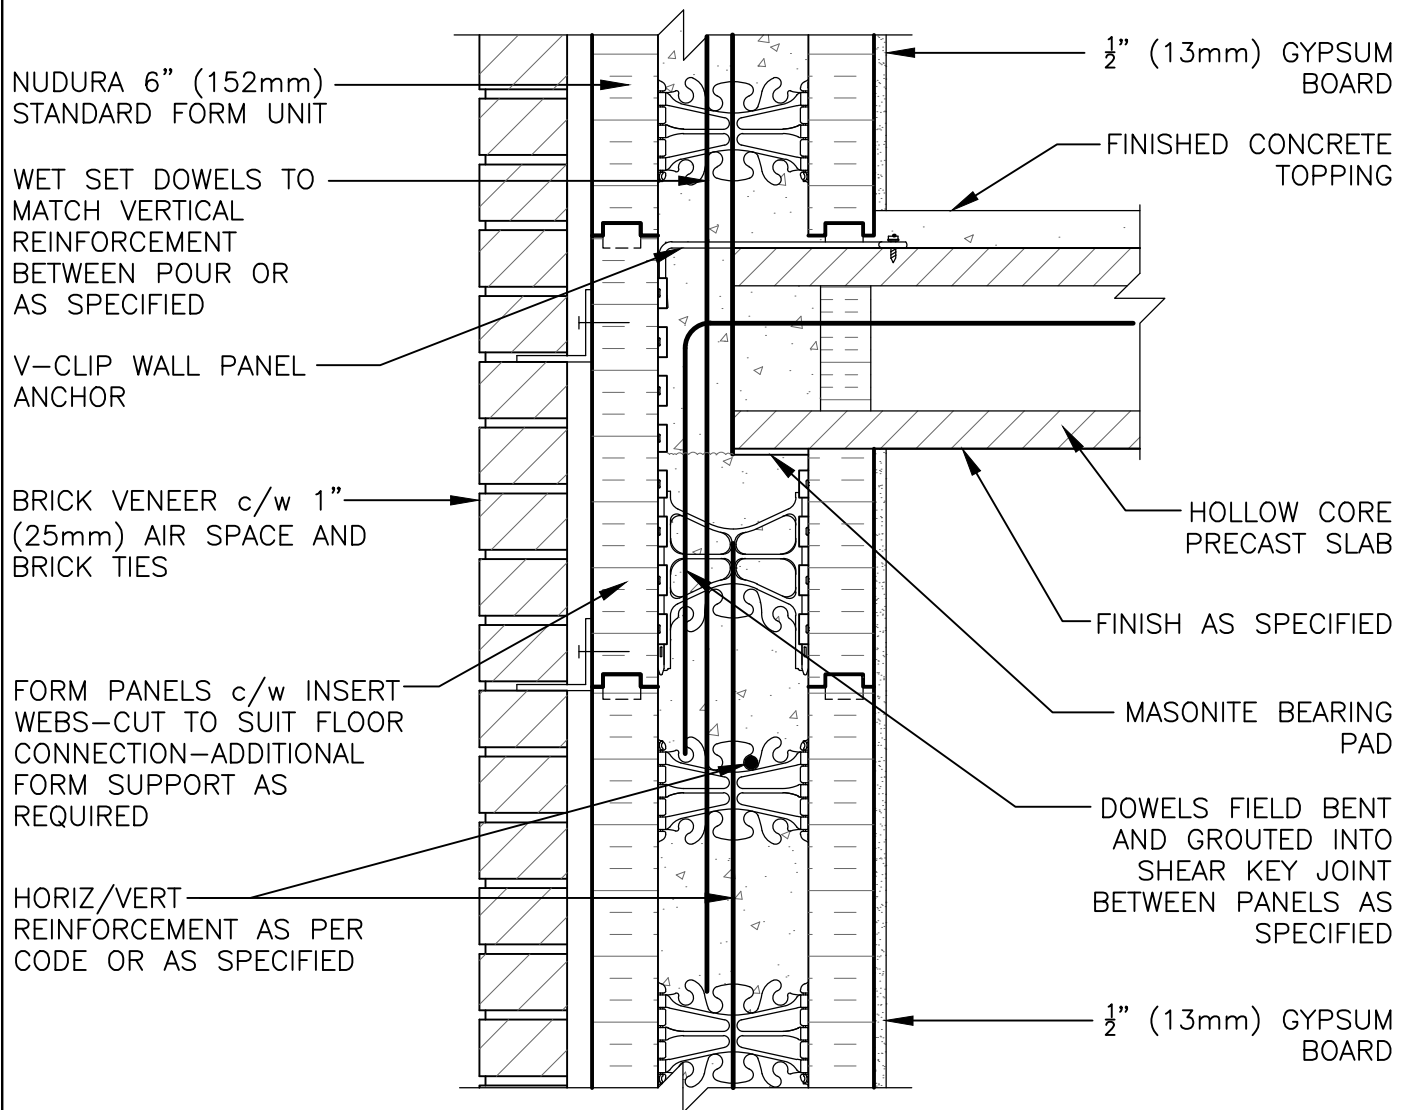 NUDURA 6" (152mm)
STANDARD FORM UNIT
WET SET DOWELS TO
MATCH VERTICAL
REINFORCEMENT
BETWEEN POUR OR
AS SPECIFIED
V-CLIP WALL PANEL
ANCHOR
BRICK VENEER c/w 1"
(25mm) AIR SPACE AND
BRICK TIES
FORM PANELS c/w INSERT
WEBS-CUT TO SUIT FLOOR
CONNECTION-ADDITIONAL
FORM SUPPORT AS
REQUIRED
HORIZ/VERT
REINFORCEMENT AS PER
CODE OR AS SPECIFIED
½" (13mm) GYPSUM
BOARD
FINISHED CONCRETE
TOPPING
HOLLOW CORE
PRECAST SLAB
FINISH AS SPECIFIED
MASONITE BEARING
PAD
DOWELS FIELD BENT
AND GROUTED INTO
SHEAR KEY JOINT
BETWEEN PANELS AS
SPECIFIED
½" (13mm) GYPSUM
BOARD